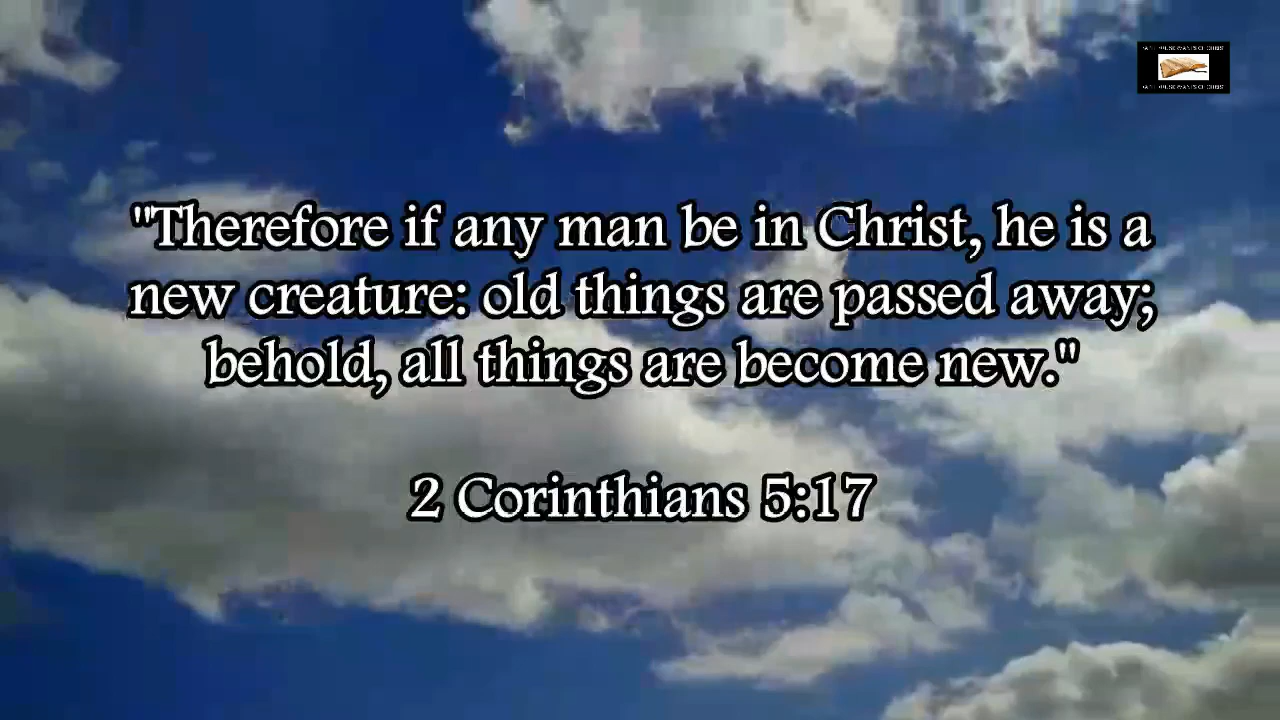 "Therefore if any man be in Christ, he is a
new creature: old things are passed away;
behold, all things are become new."
2 Corinthians 5:17